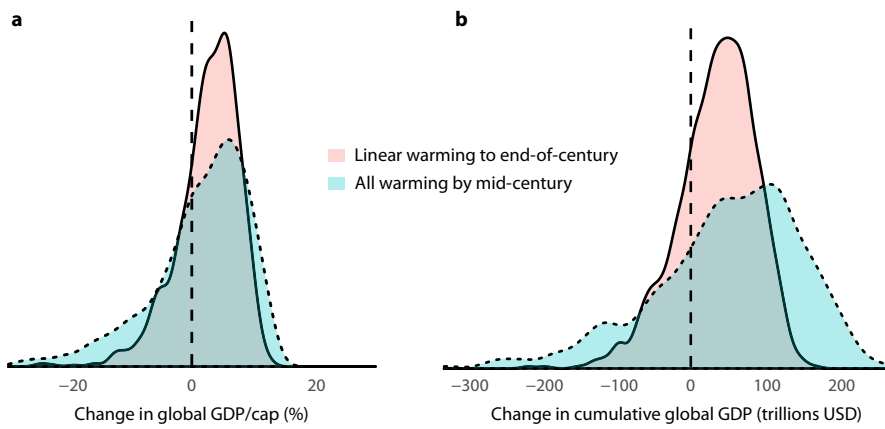 a
b
Linear warming to end-of-century
All warming by mid-century
−20 0 20
−300 −200 −100 0 100 200
Change in global GDP/cap (%)
Change in cumulative global GDP (trillions USD)